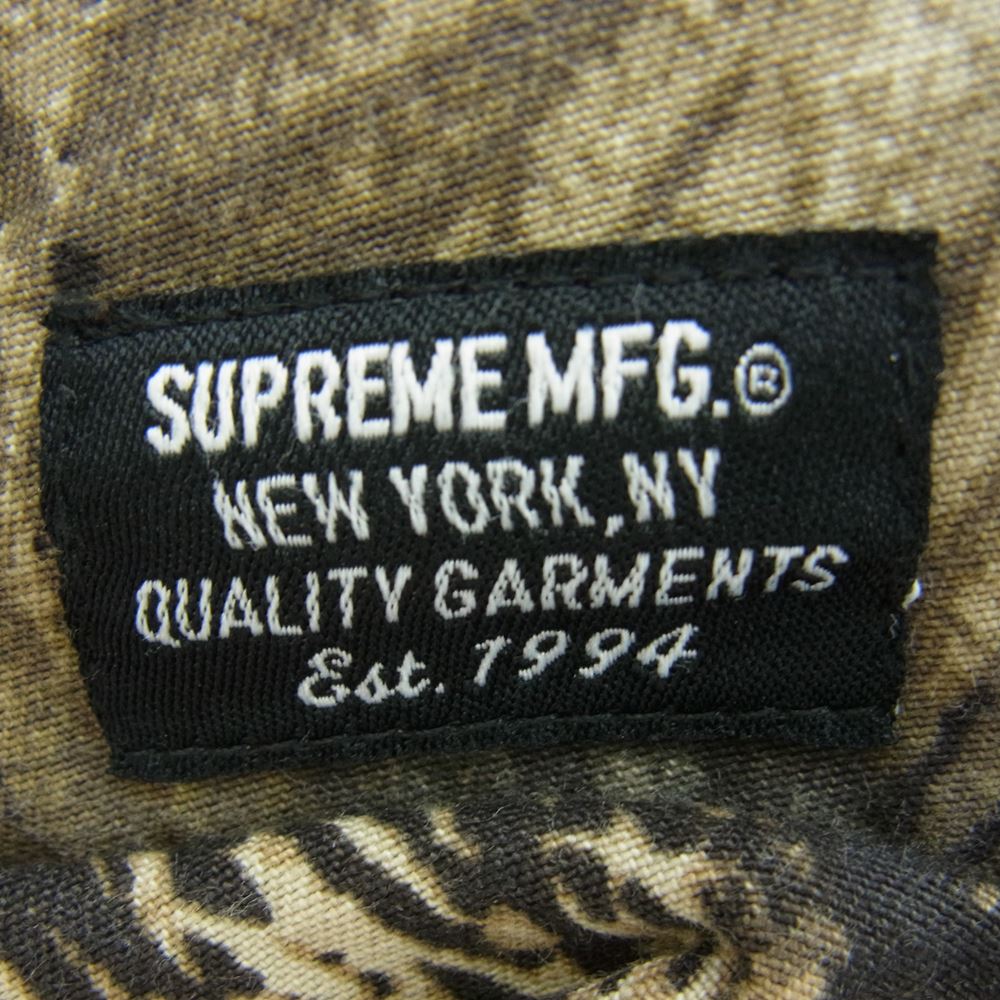 SUPREME MFG.®
NEW YORK, NY
QUALITY GARMENTS
Est. 1994